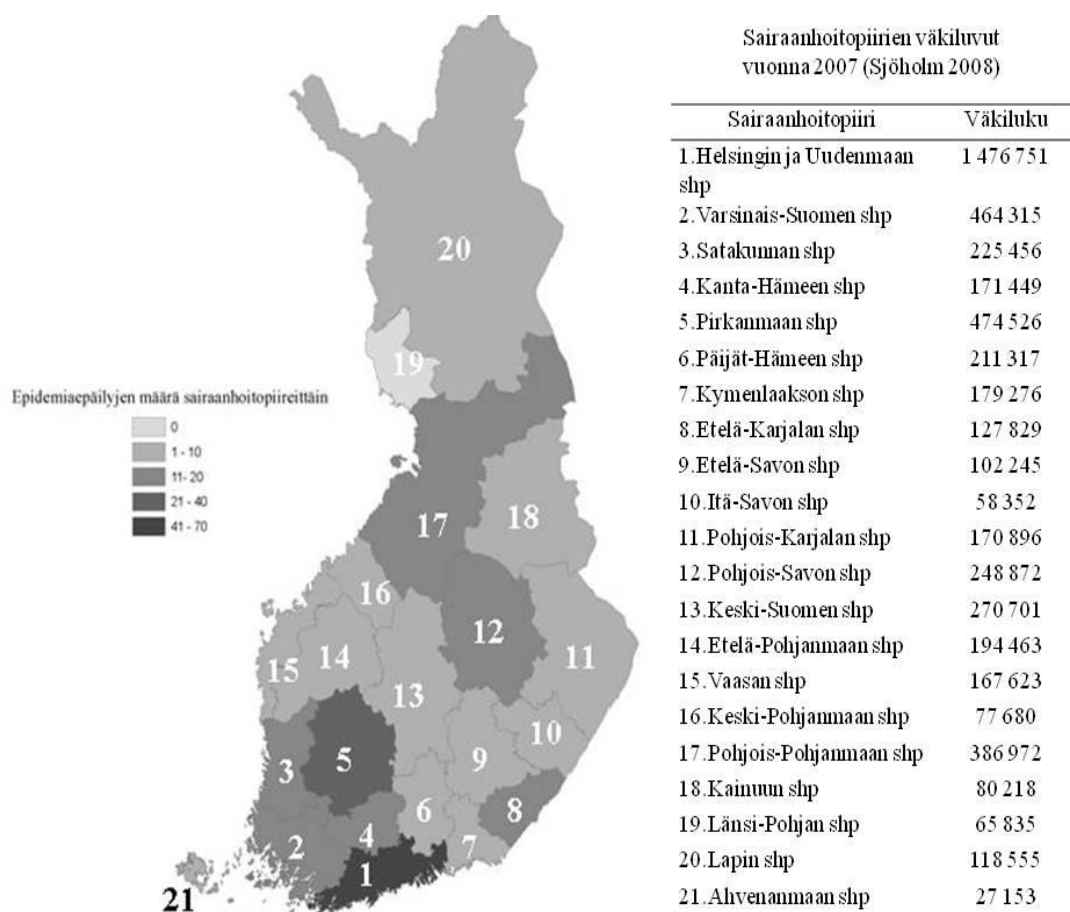 Sairaanhoitopiirien väkiluvut
vuonna 2007 (Sjöholm 2008)
Sairaanhoitopiiri Väkiluku
1.Helsingin ja Uudenmaan 1 476 751
shp
2.Varsinais-Suomen shp 464 315
3.Satakunnan shp 225 456
4.Kanta-Hämeen shp 171 449
5.Pirkanmaan shp 474 526
6.Päijät-Hämeen shp 211 317
7.Kymenlaakson shp 179 276
8.Etelä-Karjalan shp 127 829
9.Etelä-Savon shp 102 245
10.Itä-Savon shp 58 352
11.Pohjois-Karjalan shp 170 896
12.Pohjois-Savon shp 248 872
13.Keski-Suomen shp 270 701
14.Etelä-Pohjanmaan shp 194 463
15.Vaasan shp 167 623
16.Keski-Pohjanmaan shp 77 680
17.Pohjois-Pohjanmaan shp 386 972
18.Kainuun shp 80 218
19.Länsi-Pohjan shp 65 835
20.Lapin shp 118 555
21.Ahvenanmaan shp 27 153
Epidemiaepäilyjen määrä sairaanhoitopiireittäin
0
1 - 10
11- 20
21 - 40
41 - 70
20
19
17
18
16
12
15
14
13
11
10
9
3
5
6
8
4
7
2
1
21